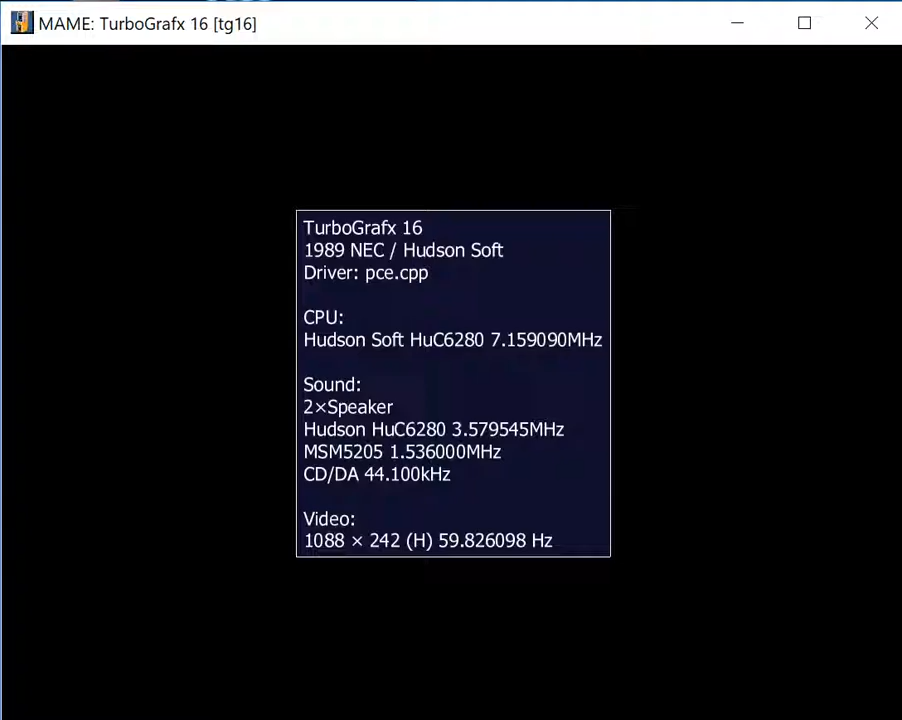 MAME: TurboGrafx 16 [tg16]
TurboGrafx 16
1989 NEC / Hudson Soft
Driver: pce.cpp
CPU:
Hudson Soft HuC6280 7.159090MHz
Sound:
2×Speaker
Hudson HuC6280 3.579545MHz
MSM5205 1.536000MHz
CD/DA 44.100kHz
Video:
1088 × 242 (H) 59.826098 Hz